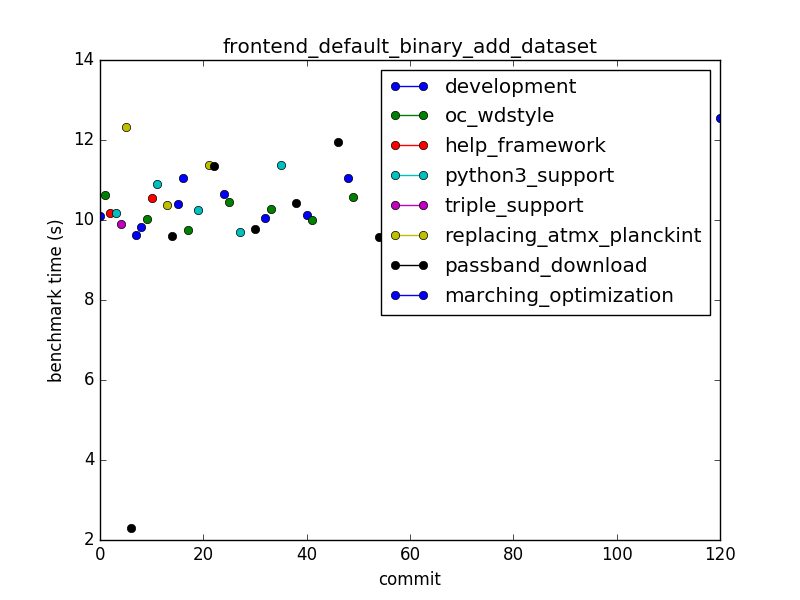 frontend_default_binary_add_dataset
14
12
10
8
6
4
2
benchmark time (s)
development
oc_wdstyle
help_framework
python3_support
triple_support
replacing_atmx_planckint
passband_download
marching_optimization
0 20 40 60 80 100 120
commit